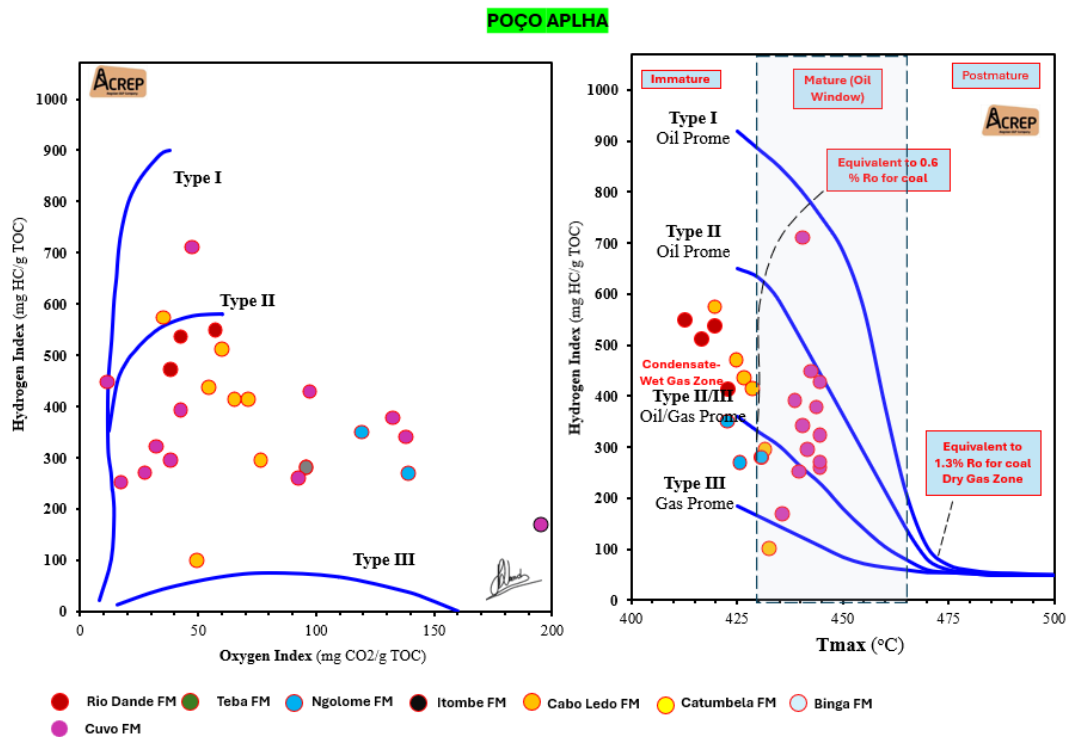 POÇO APLHA
ACREP
1000
900
800
700
600
500
400
300
200
100
0
Hydrogen Index (mg HC/g TOC)
Type I
Type II
Type III
0
50
100
150
200
Oxygen Index (mg CO2/g TOC)
Immature
Mature (Oil
Window)
Postmature
ACREP
1000
900
800
700
600
500
400
300
200
100
0
Hydrogen Index (mg HC/g TOC)
Type I
Oil Prome
Equivalent to 0.6
% Ro for coal
Type II
Oil Prome
Condensate-
Wet Gas Zone
Type II/III
Oil/Gas Prome
Equivalent to
1.3% Ro for coal
Dry Gas Zone
Type III
Gas Prome
400
425
450
475
500
Tmax (°C)
Rio Dande FM
Teba FM
Ngolome FM
Itombe FM
Cabo Ledo FM
Catumbela FM
Binga FM
Cuvo FM